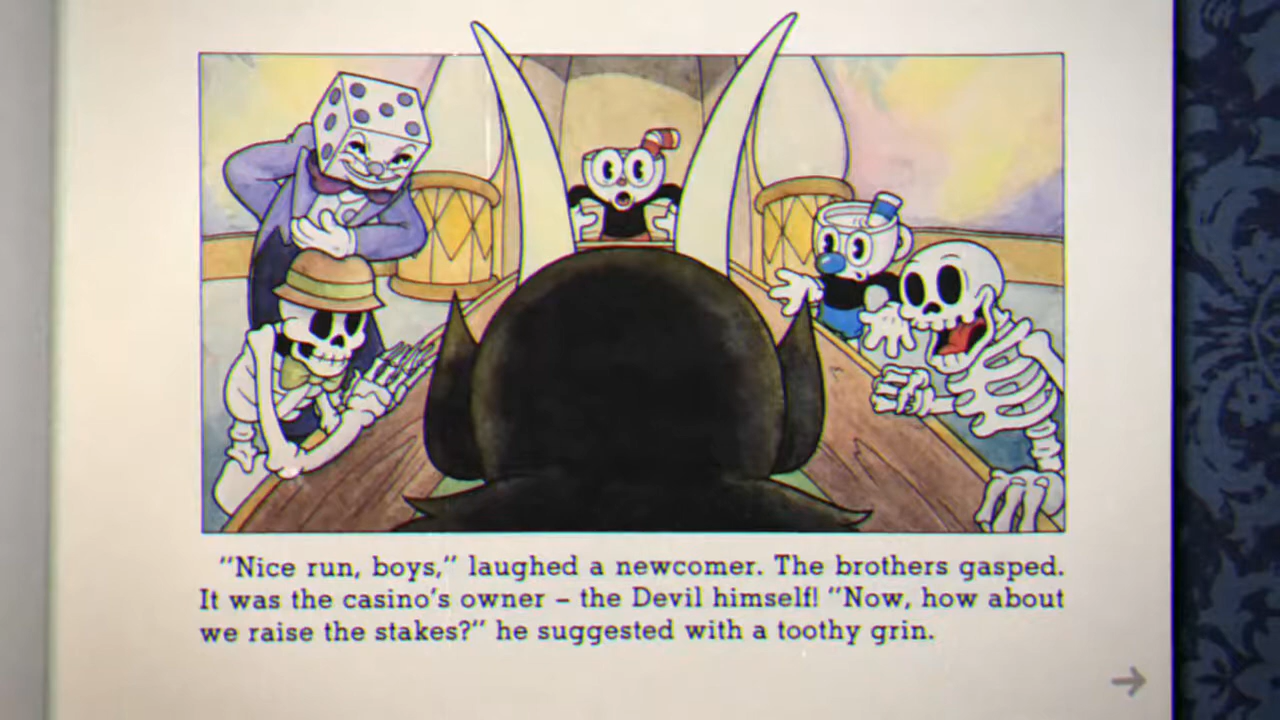 “Nice run, boys,” laughed a newcomer. The brothers gasped.
It was the casino’s owner – the Devil himself! “Now, how about
we raise the stakes?” he suggested with a toothy grin.